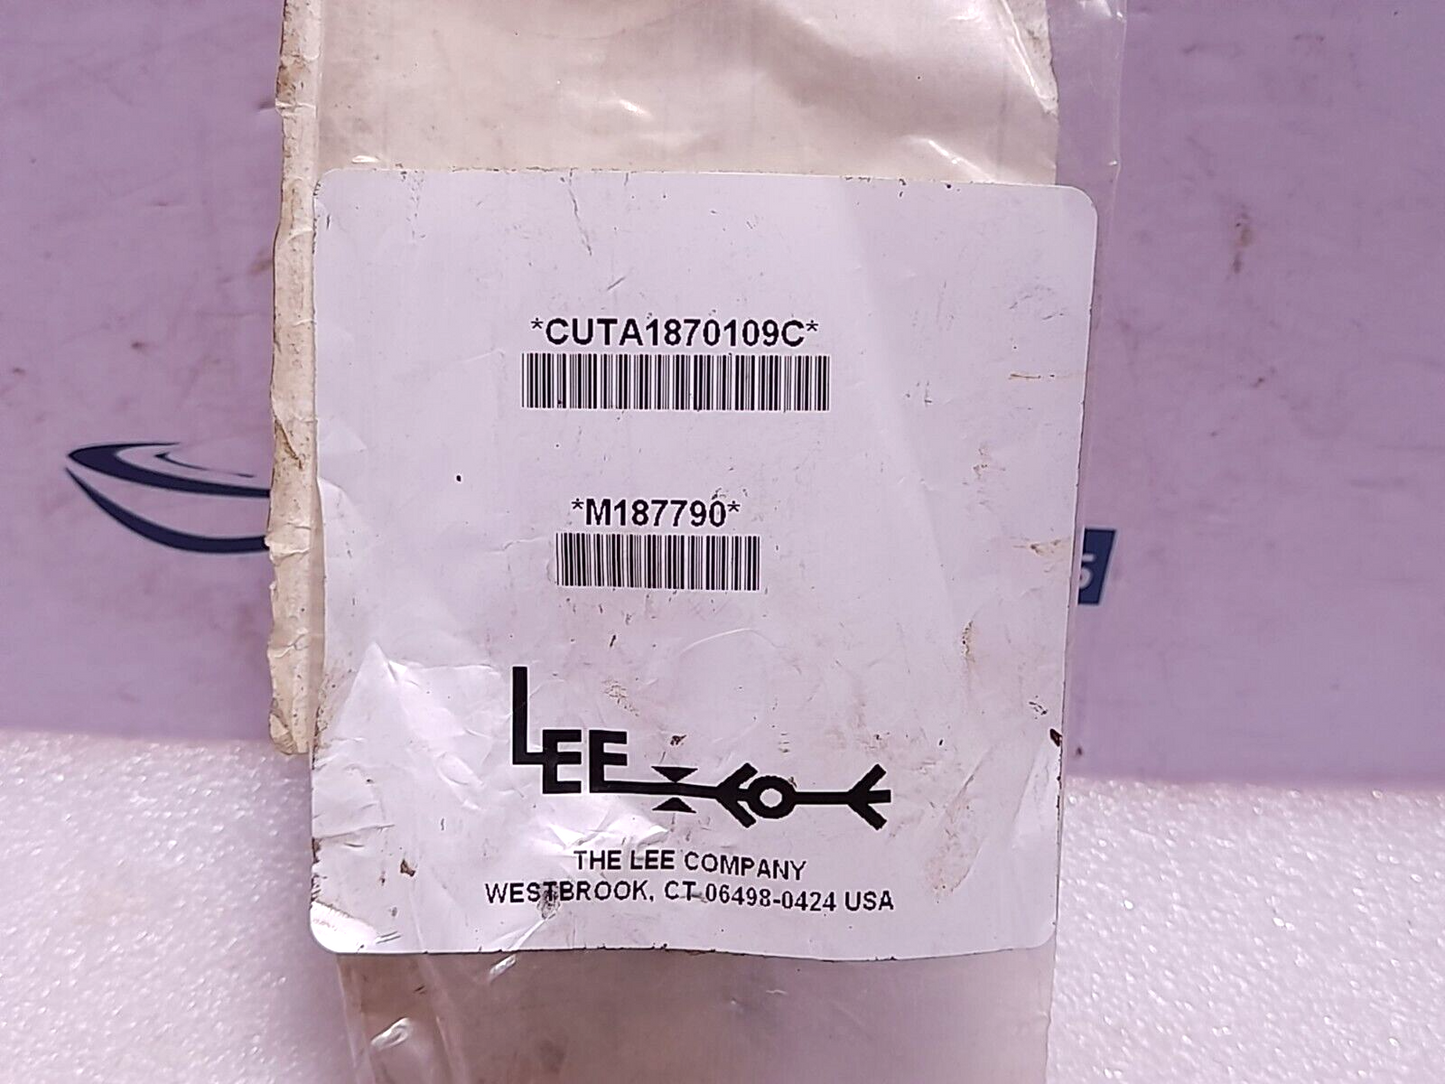 *CUTA1870109C*
*M187790*
LEE
THE LEE COMPANY
WESTBROOK, CT 06498-0424 USA